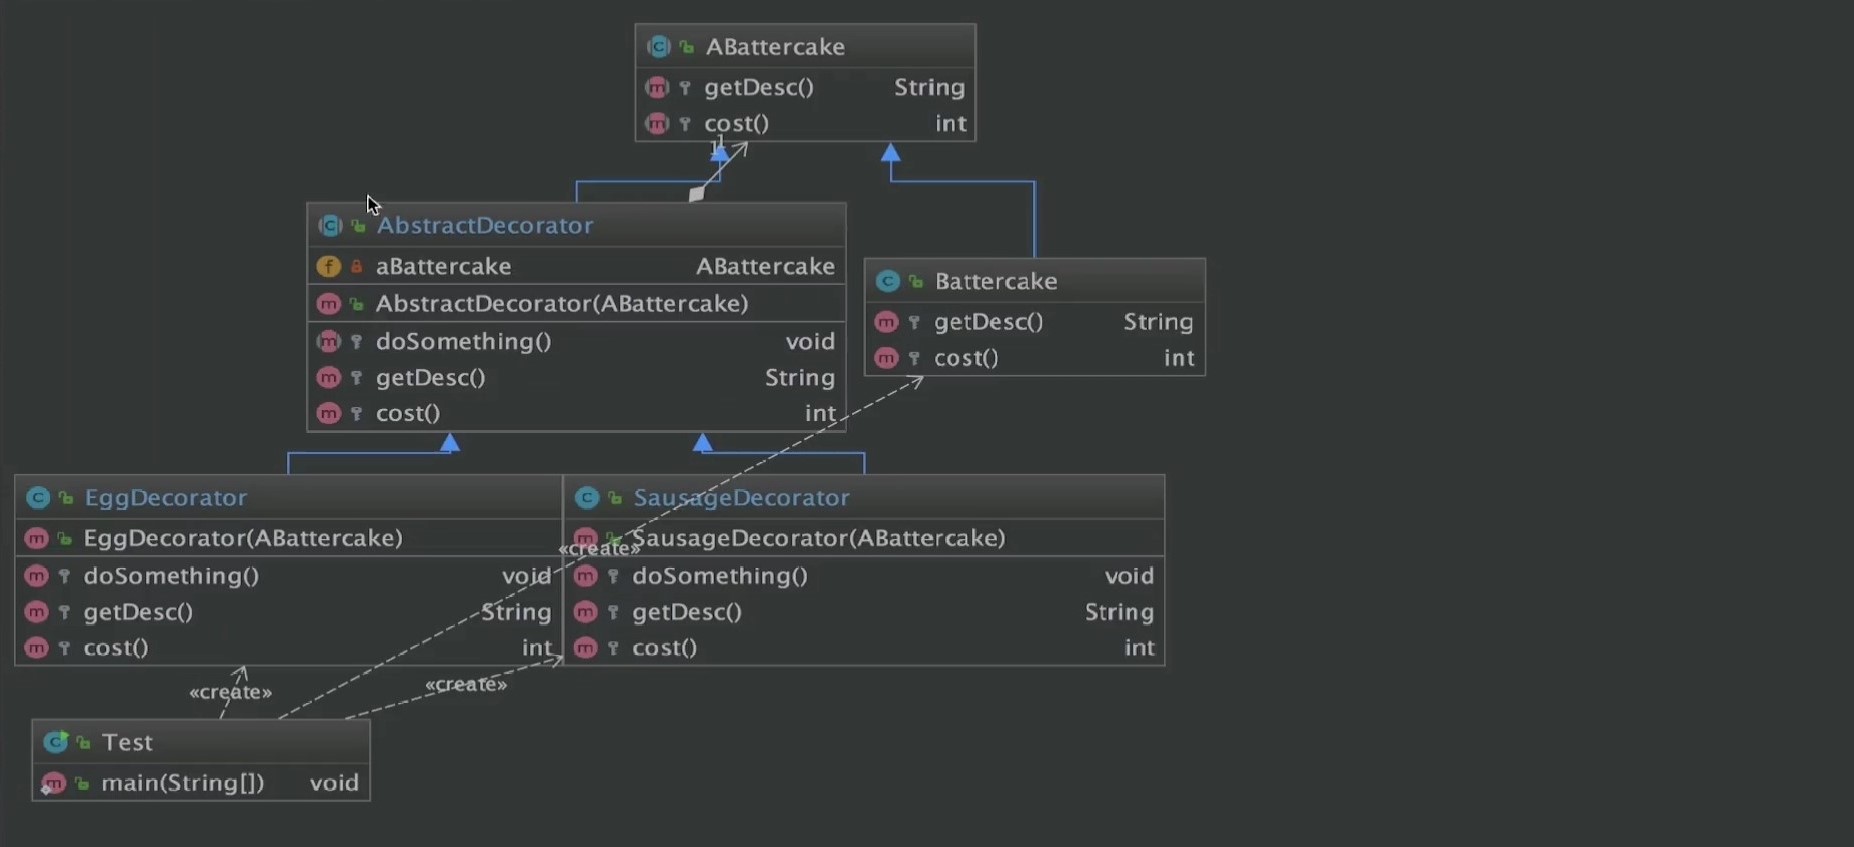 ABattercake
getDesc() String
cost() int
1 1
AbstractDecorator
aBattercake ABattercake
AbstractDecorator(ABattercake)
doSomething() void
getDesc() String
cost() int
Battercake
getDesc() String
cost() int
EggDecorator
EggDecorator(ABattercake)
doSomething() void
getDesc() String
cost() int
SausageDecorator
SausageDecorator(ABattercake)
doSomething() void
getDesc() String
cost() int
«create»
«create»
«create»
Test
main(String[]) void